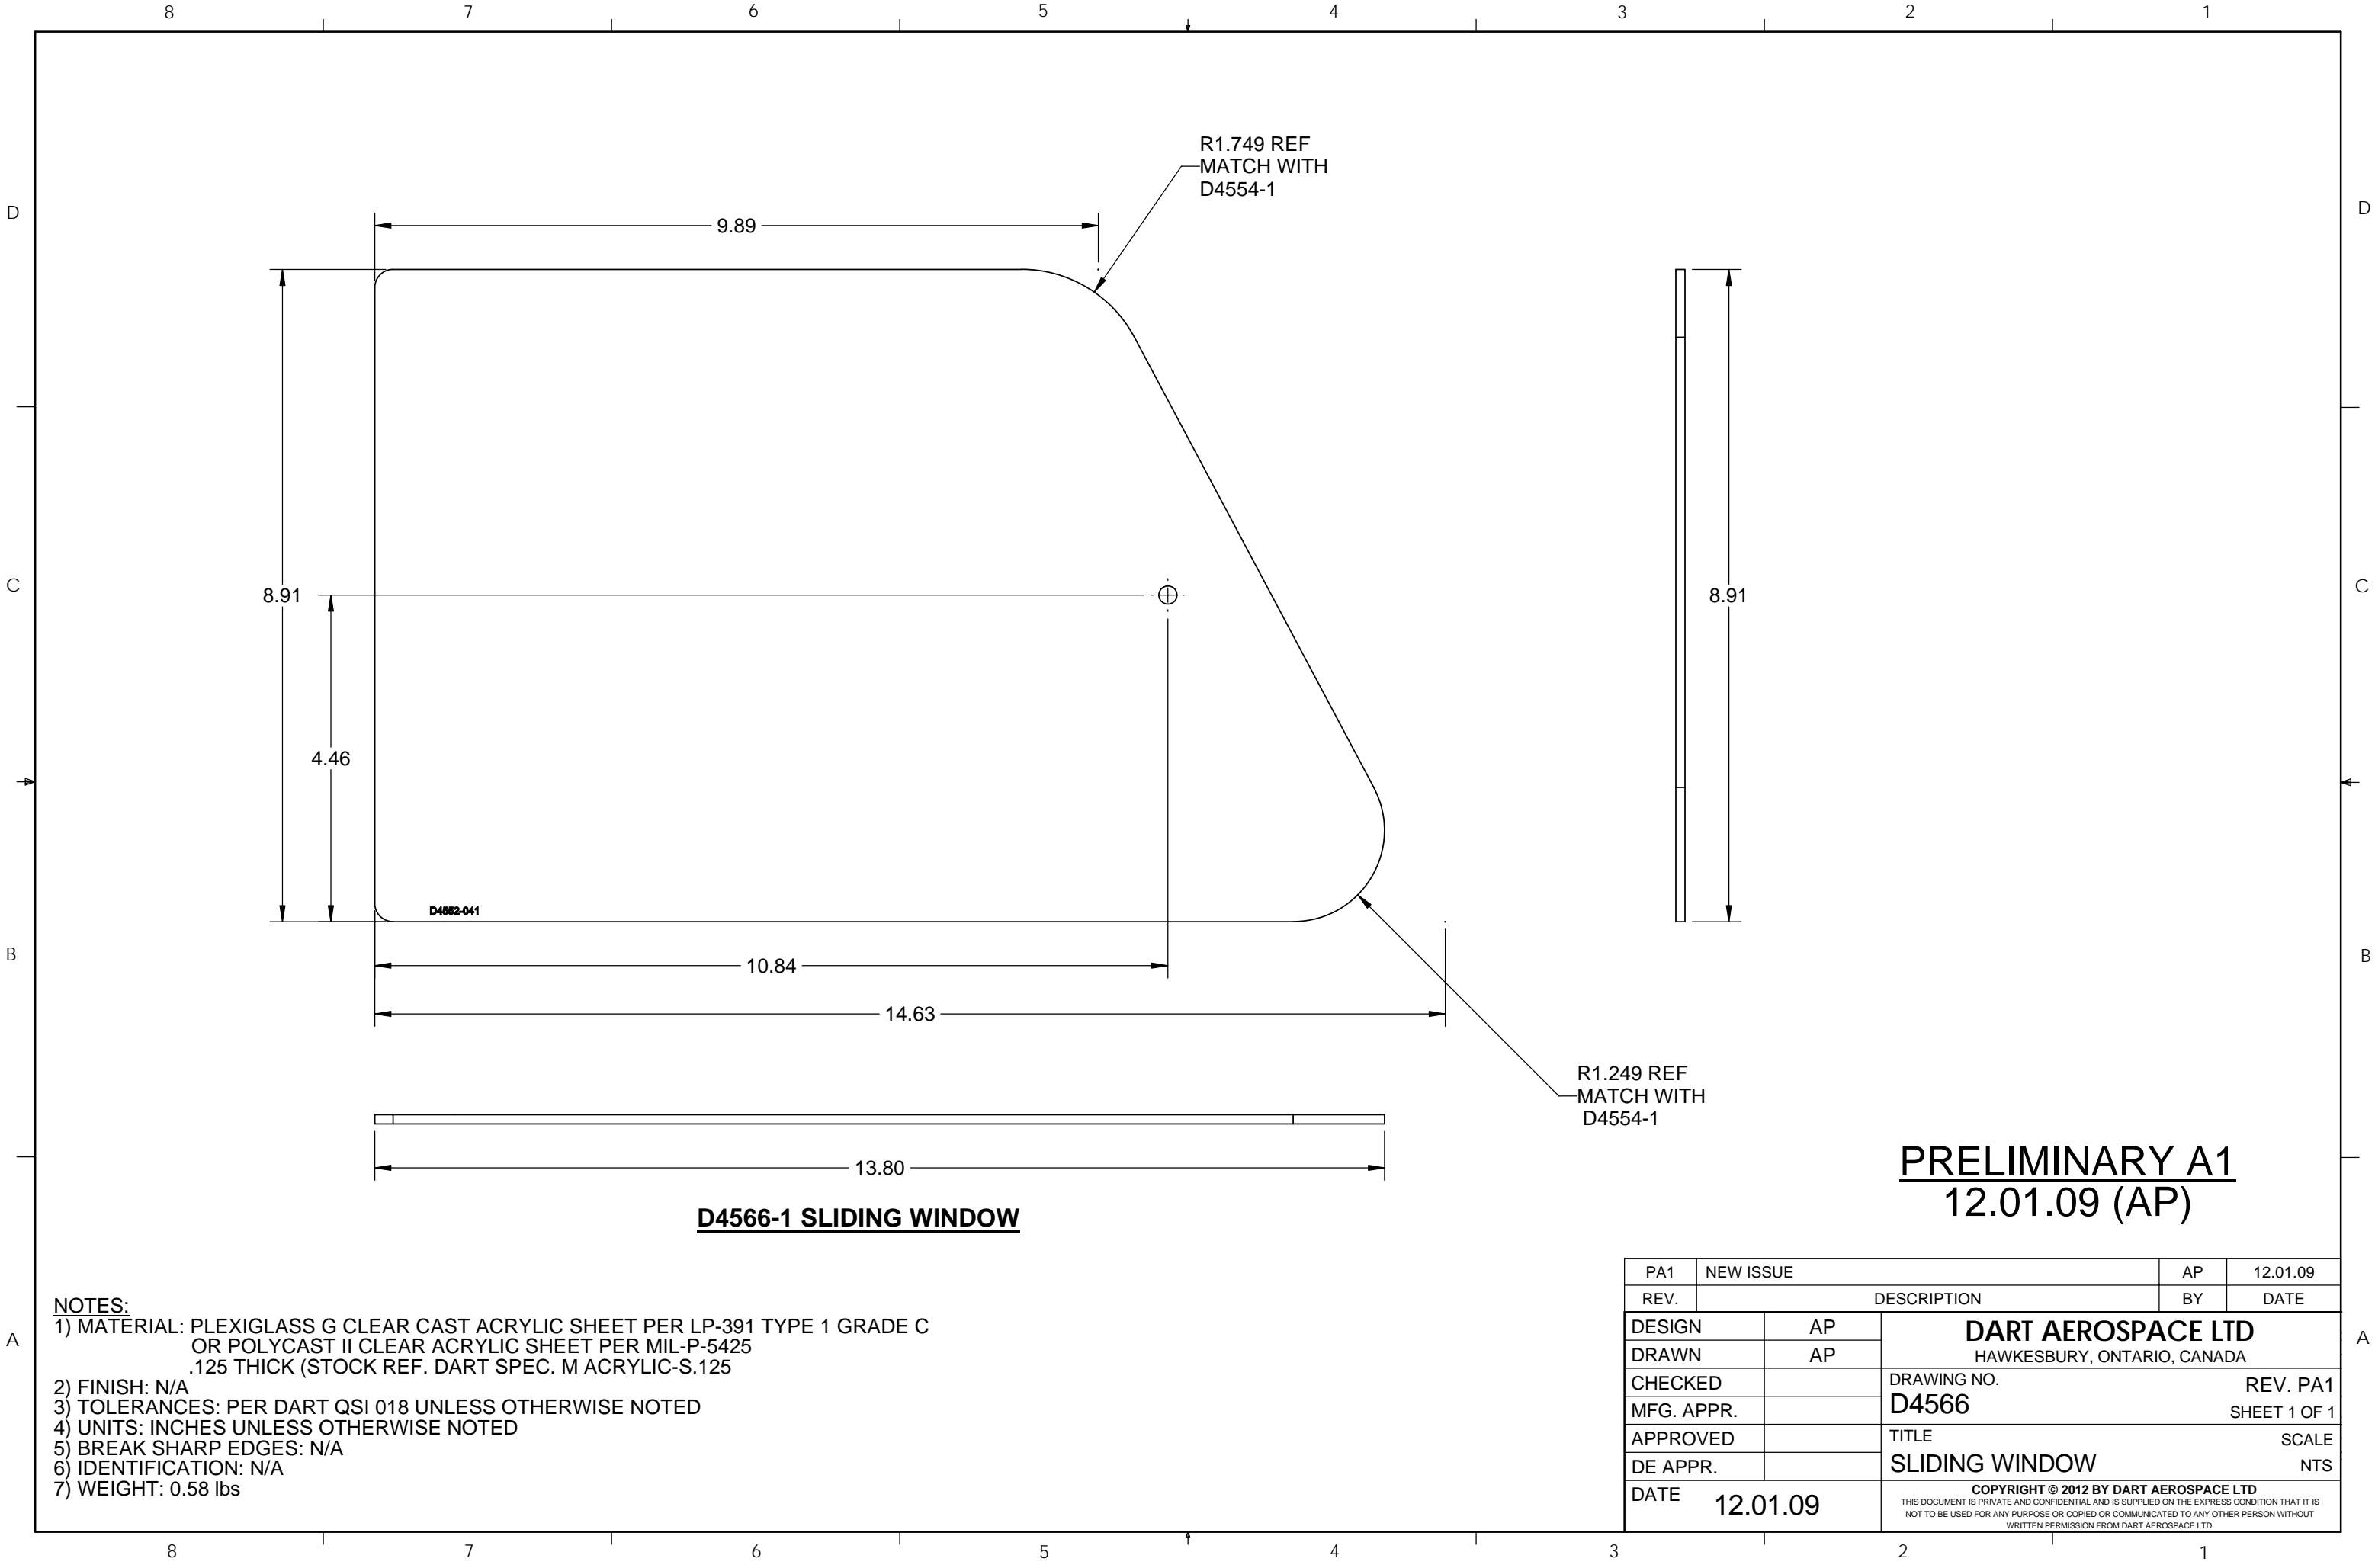 8 7 6 5 4 3 2 1
R1.749 REF
MATCH WITH
D4554-1
D D
9.89
C C
8.91
8.91
4.46
D4552-041
B B
10.84
14.63
R1.249 REF
MATCH WITH
D4554-1
13.80
D4566-1 SLIDING WINDOW
PRELIMINARY A1
12.01.09 (AP)
NOTES:
1) MATERIAL: PLEXIGLASS G CLEAR CAST ACRYLIC SHEET PER LP-391 TYPE 1 GRADE C
OR POLYCAST II CLEAR ACRYLIC SHEET PER MIL-P-5425
.125 THICK (STOCK REF. DART SPEC. M ACRYLIC-S.125
2) FINISH: N/A
3) TOLERANCES: PER DART QSI 018 UNLESS OTHERWISE NOTED
4) UNITS: INCHES UNLESS OTHERWISE NOTED
5) BREAK SHARP EDGES: N/A
6) IDENTIFICATION: N/A
7) WEIGHT: 0.58 lbs
A A
PA1 NEW ISSUE AP 12.01.09
REV. DESCRIPTION BY DATE
DESIGN AP
DRAWN AP
CHECKED
MFG. APPR.
APPROVED
DE APPR.
DATE 12.01.09
DART AEROSPACE LTD
HAWKESBURY, ONTARIO, CANADA
DRAWING NO. REV. PA1
D4566 SHEET 1 OF 1
TITLE SCALE
SLIDING WINDOW NTS
COPYRIGHT © 2012 BY DART AEROSPACE LTD
THIS DOCUMENT IS PRIVATE AND CONFIDENTIAL AND IS SUPPLIED ON THE EXPRESS CONDITION THAT IT IS
NOT TO BE USED FOR ANY PURPOSE OR COPIED OR COMMUNICATED TO ANY OTHER PERSON WITHOUT
WRITTEN PERMISSION FROM DART AEROSPACE LTD.
8 7 6 5 4 3 2 1